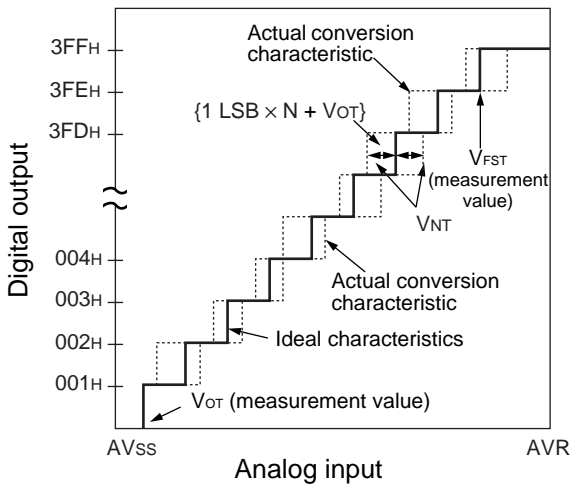 3FFH
Actual conversion
characteristic
3FEH
{1 LSB × N + VOT}
3FDH
VFST
(measurement
value)
VNT
Digital output
004H
Actual conversion
characteristic
003H
Ideal characteristics
002H
001H
VOT (measurement value)
AVSS
AVR
Analog input